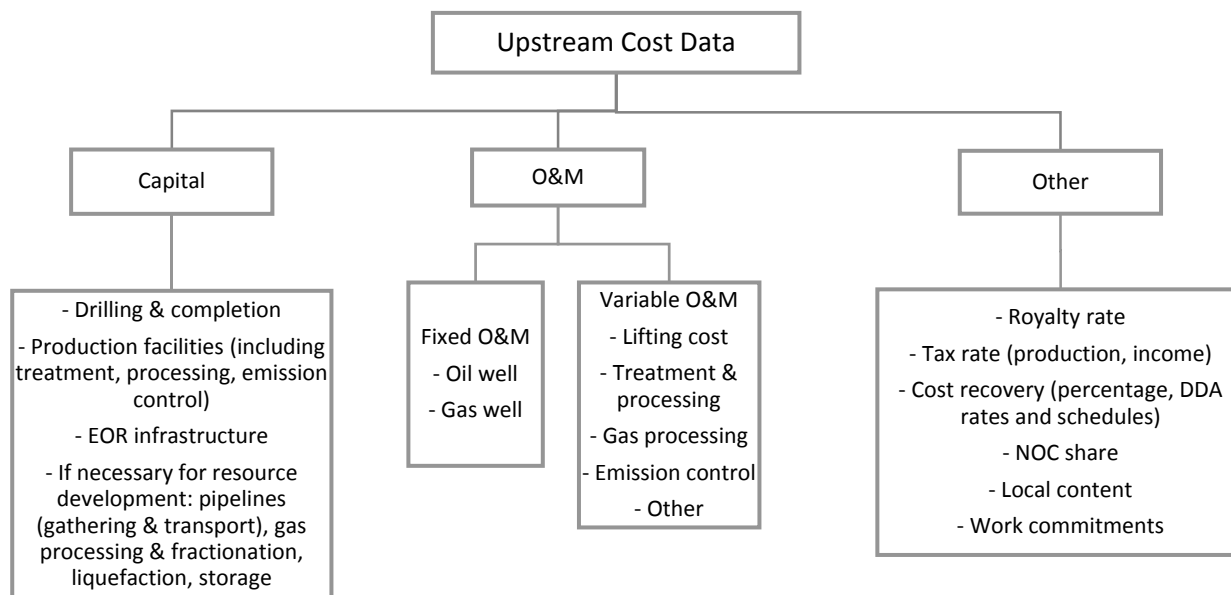 Upstream Cost Data
Capital
O&M
Other
- Drilling & completion
- Production facilities (including
treatment, processing, emission
control)
- EOR infrastructure
- If necessary for resource
development: pipelines
(gathering & transport), gas
processing & fractionation,
liquefaction, storage
Fixed O&M
- Oil well
- Gas well
Variable O&M
- Lifting cost
- Treatment &
processing
- Gas processing
- Emission control
- Other
- Royalty rate
- Tax rate (production, income)
- Cost recovery (percentage, DDA
rates and schedules)
- NOC share
- Local content
- Work commitments